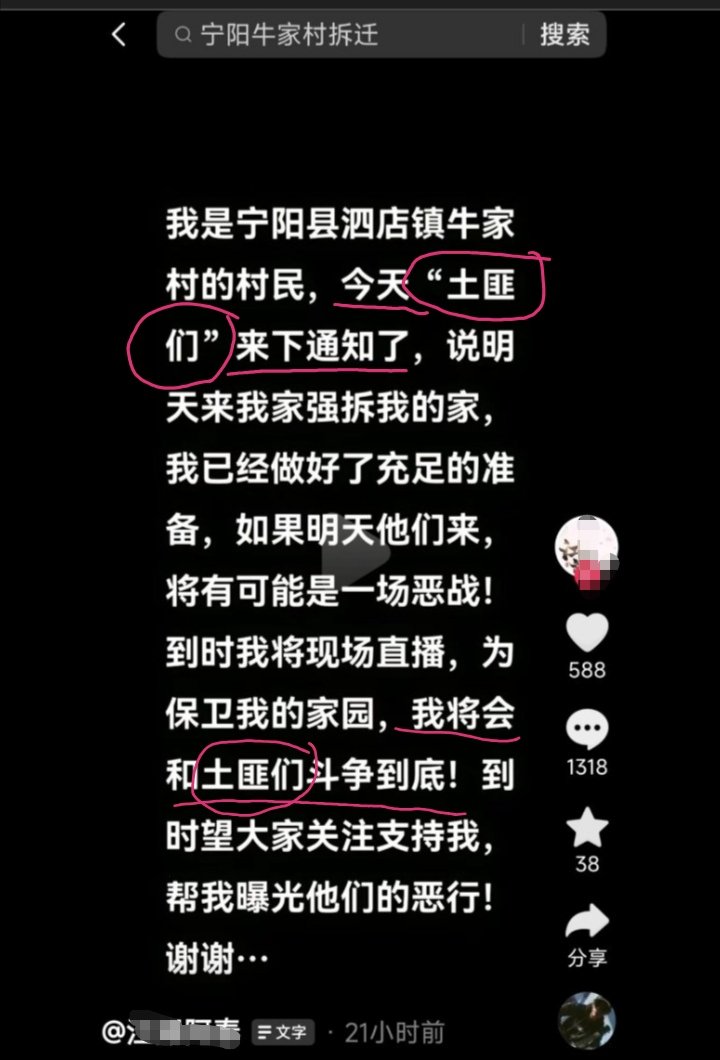 宁阳牛家村拆迁
搜索
我是宁阳县泗店镇牛家
村的村民，今天“土匪
们”来下通知了，说明
天来我家强拆我的家，
我已经做好了充足的准
备，如果明天他们来，
将有可能是一场恶战！
到时我将现场直播，为
保卫我的家园，我将会
和土匪们斗争到底！到
时望大家关注支持我，
帮我曝光他们的恶行！
谢谢…
588
1318
38
分享
@
文字 · 21小时前